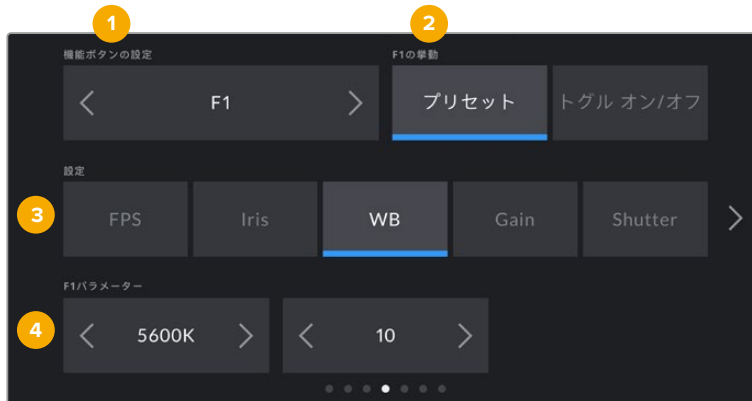 1
2
機能ボタンの設定
F1の挙動
F1
プリセット
トグル オン/オフ
設定
3
FPS
Iris
WB
Gain
Shutter
F1パラメーター
4
5600K
10